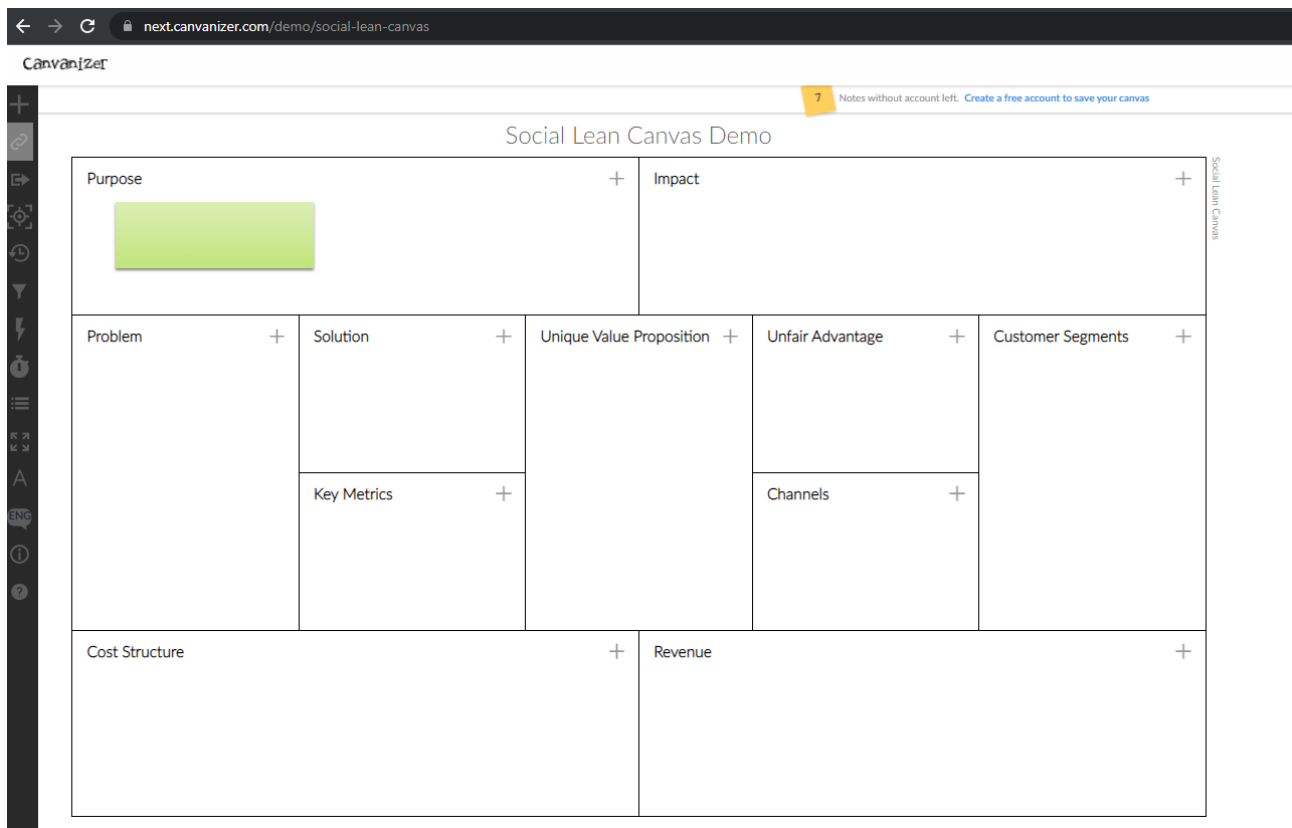 next.canvanizer.com/demo/social-lean-canvas
Canvanizer
7 Notes without account left. Create a free account to save your canvas
Social Lean Canvas Demo
Purpose
Impact
Social Lean Canvas
Problem
Solution
Unique Value Proposition
Unfair Advantage
Customer Segments
Key Metrics
Channels
Cost Structure
Revenue
A
ENG